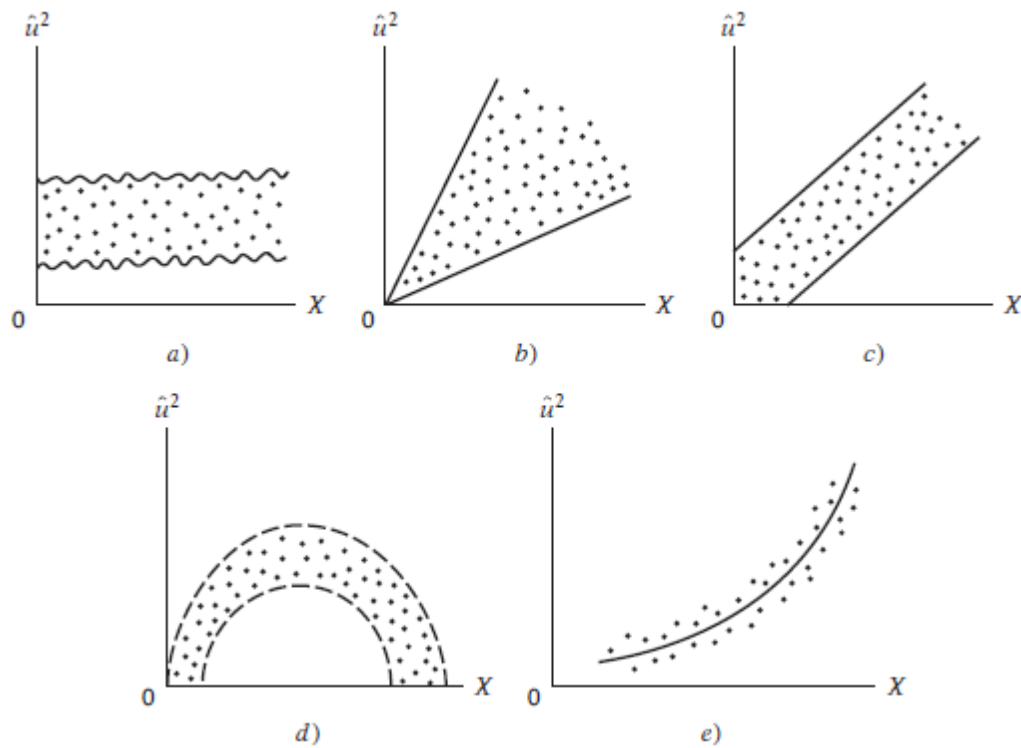 û² û² û²
0 X 0 X 0 X
a) b) c)
û² û²
0 X 0 X
d) e)